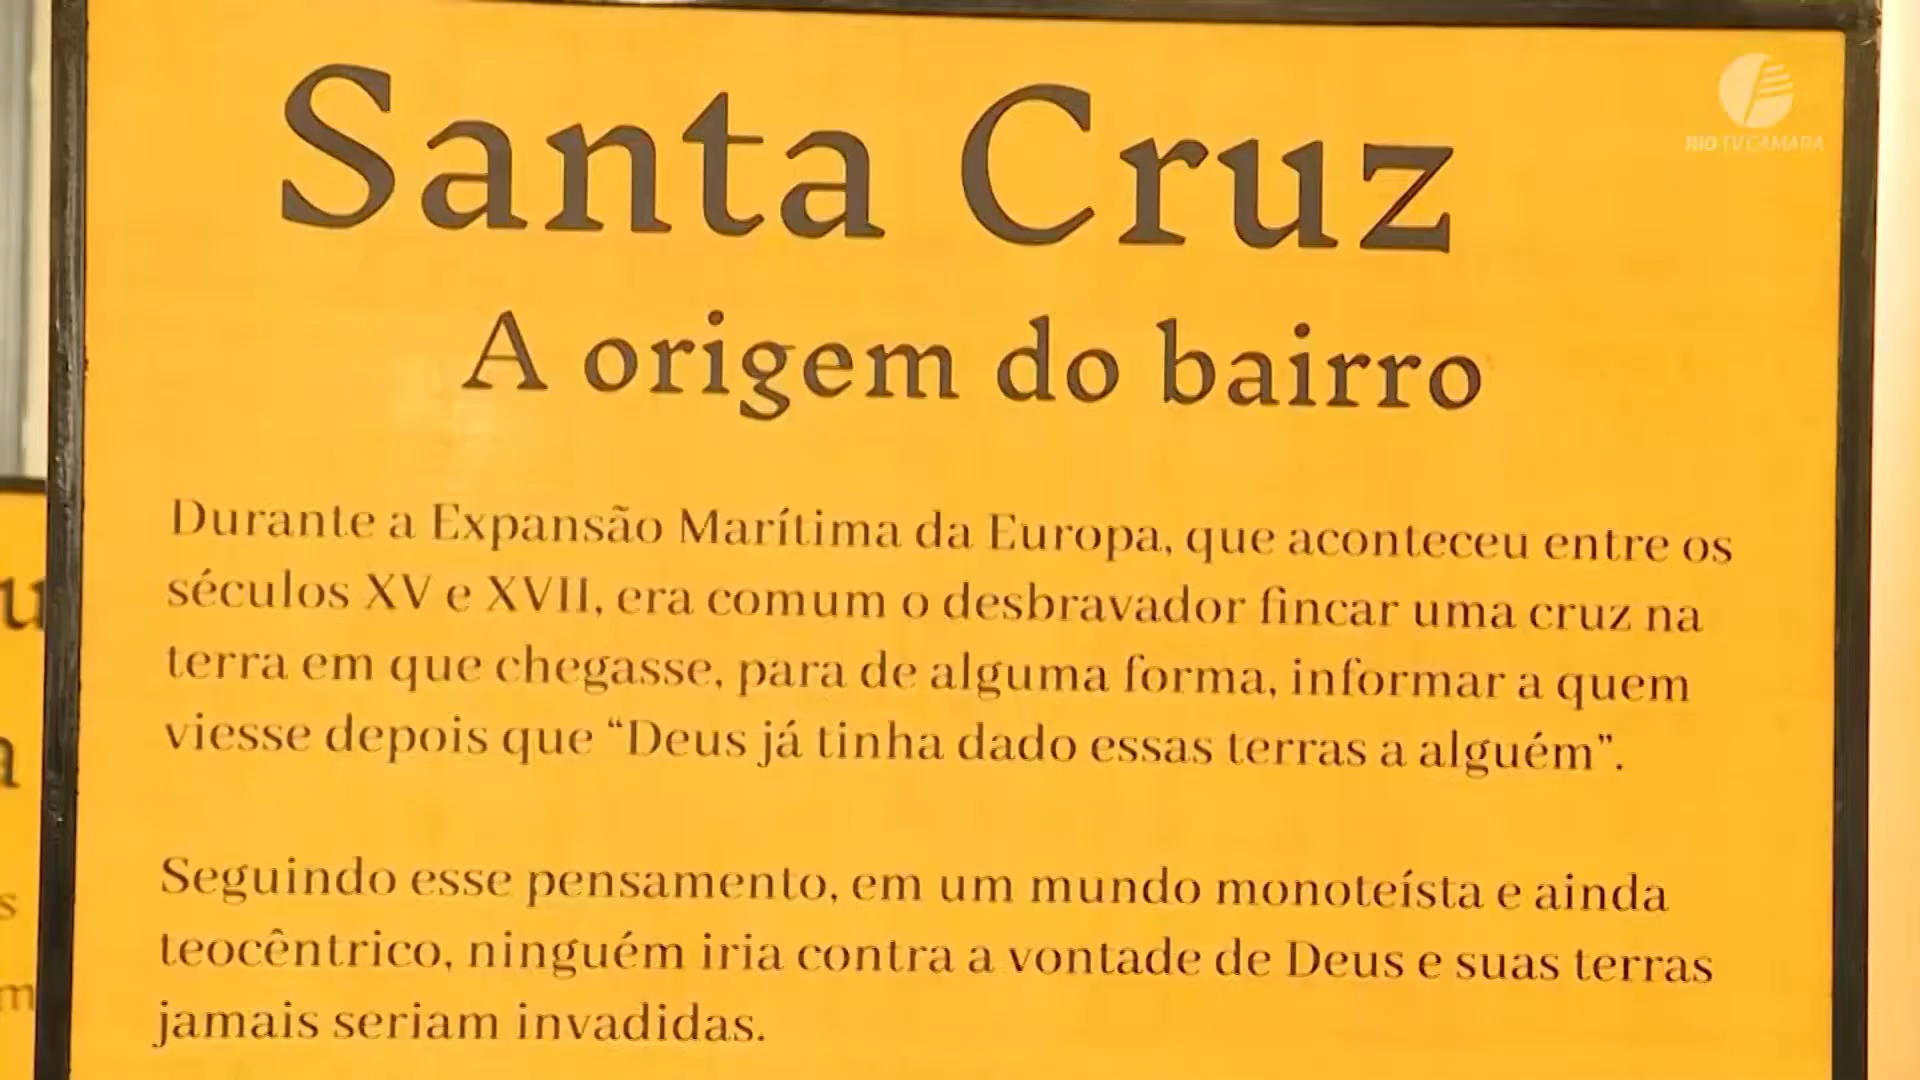 Santa Cruz
A origem do bairro
Durante a Expansão Marítima da Europa, que aconteceu entre os
séculos XV e XVII, era comum o desbravador fincar uma cruz na
terra em que chegasse, para de alguma forma, informar a quem
viesse depois que “Deus já tinha dado essas terras a alguém”.
Seguindo esse pensamento, em um mundo monoteísta e ainda
teocêntrico, ninguém iria contra a vontade de Deus e suas terras
jamais seriam invadidas.
RIO TV CAMARA